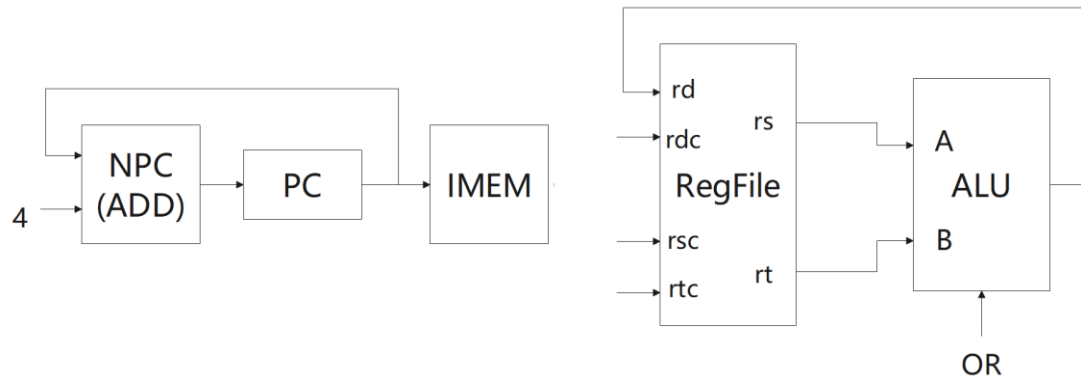 4
NPC
(ADD)
PC
IMEM
rd
rdc
rsc
rtc
RegFile
rs
rt
A
B
ALU
OR